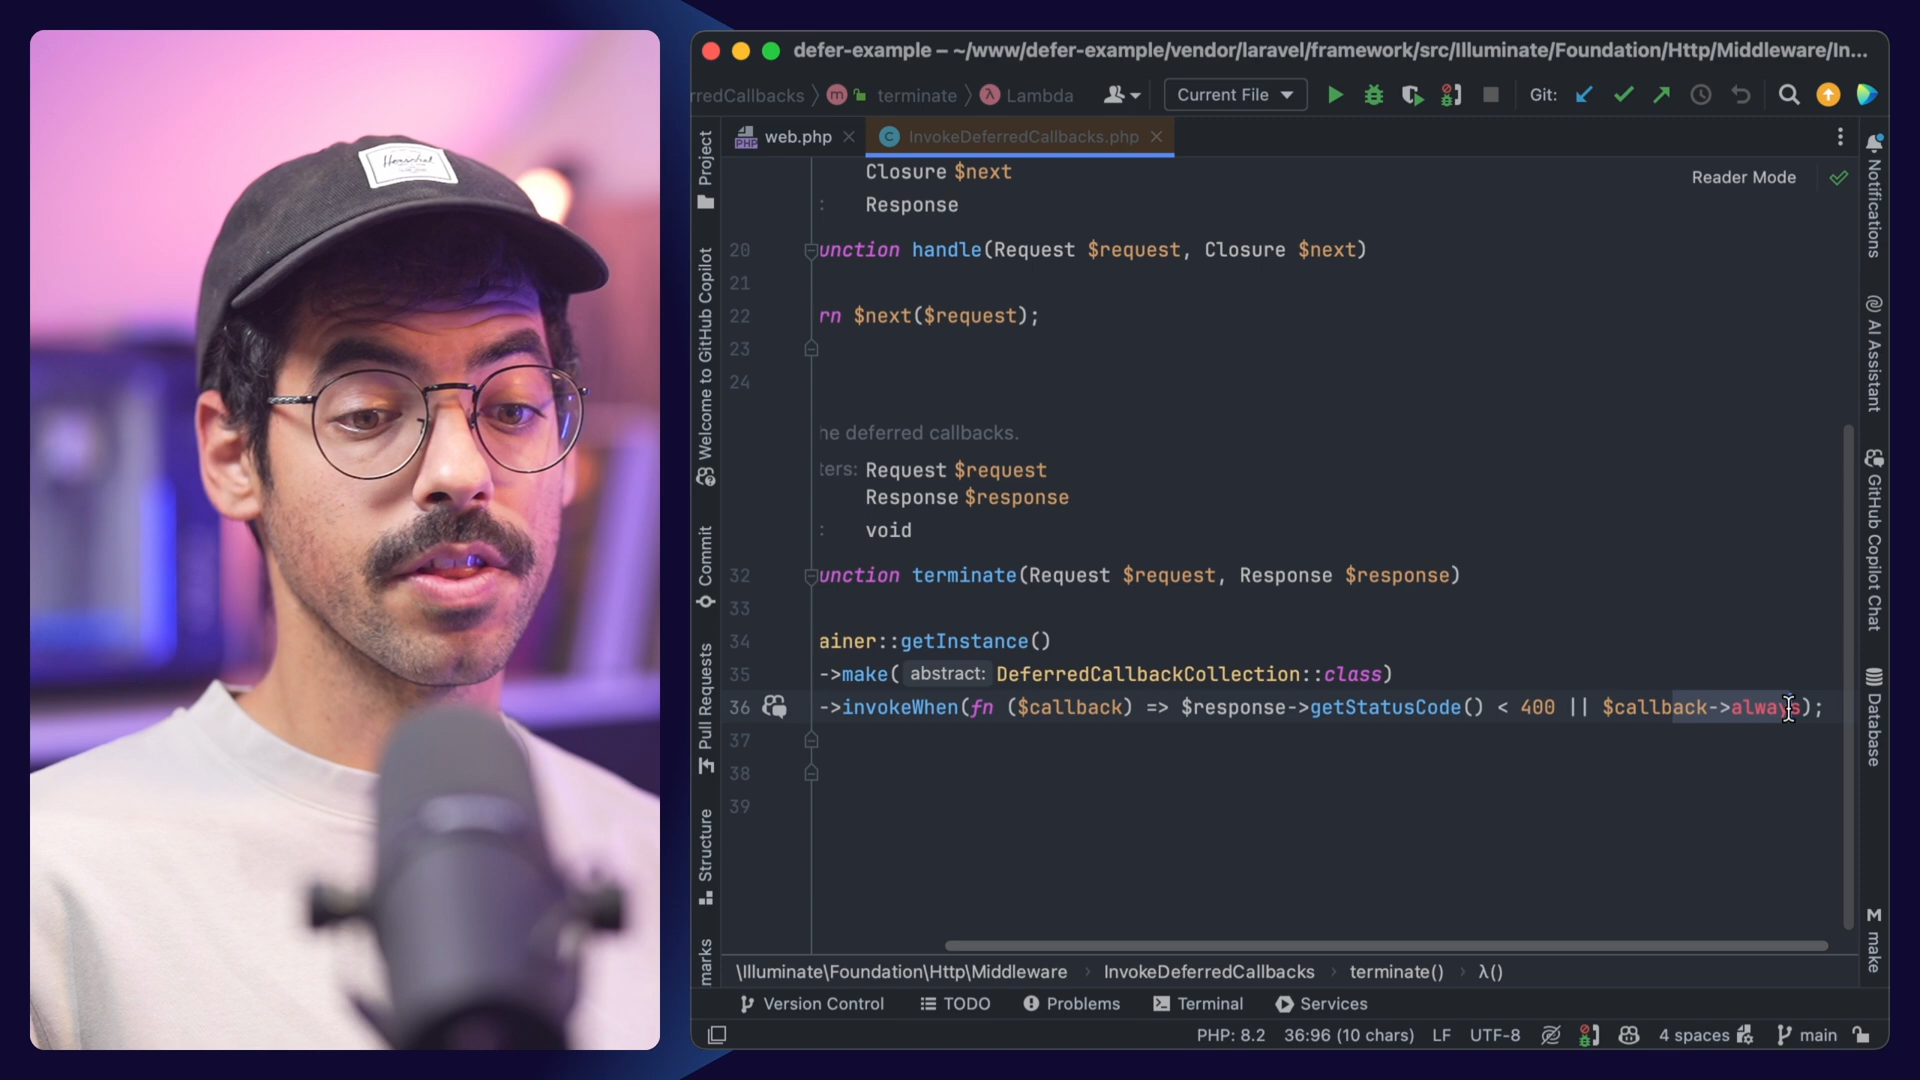 Herschel
defer-example – ~/www/defer-example/vendor/laravel/framework/src/Illuminate/Foundation/Http/Middleware/In...
rredCallbacks
m
terminate
λ
Lambda
Current File
Git:
PHP
web.php
C
InvokeDeferredCallbacks.php
Reader Mode
Closure $next
: Response
20 unction handle(Request $request, Closure $next)
21
22 rn $next($request);
23
24
he deferred callbacks.
ters: Request $request
Response $response
: void
32 unction terminate(Request $request, Response $response)
33
34 ainer::getInstance()
35 ->make( abstract: DeferredCallbackCollection::class)
36 ->invokeWhen(fn ($callback) => $response->getStatusCode() < 400 || $callback->always);
37
38
39
Project
Welcome to GitHub Copilot
Commit
Pull Requests
Structure
marks
Notifications
AI Assistant
GitHub Copilot Chat
Database
M
make
\Illuminate\Foundation\Http\Middleware
InvokeDeferredCallbacks
terminate()
λ()
Version Control
TODO
Problems
Terminal
Services
PHP: 8.2
36:96 (10 chars)
LF
UTF-8
4 spaces
main